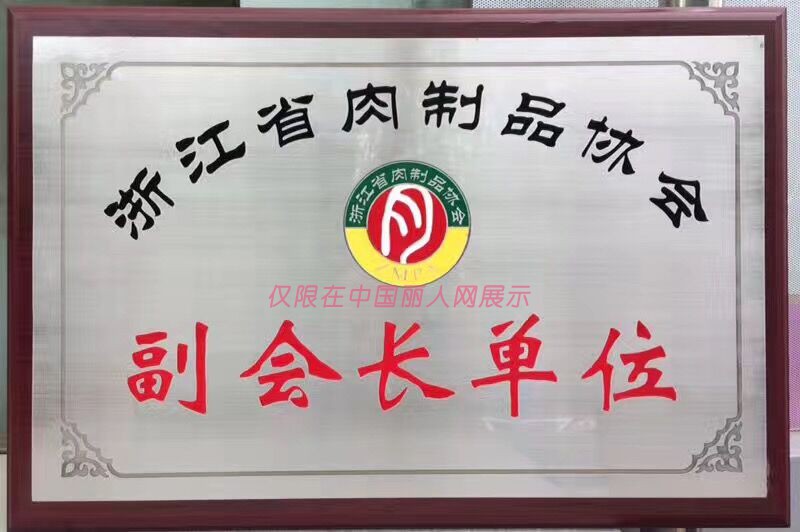 浙江省肉制品协会
浙江省肉制品协会
ZMPA
仅限在中国丽人网展示
副会长单位